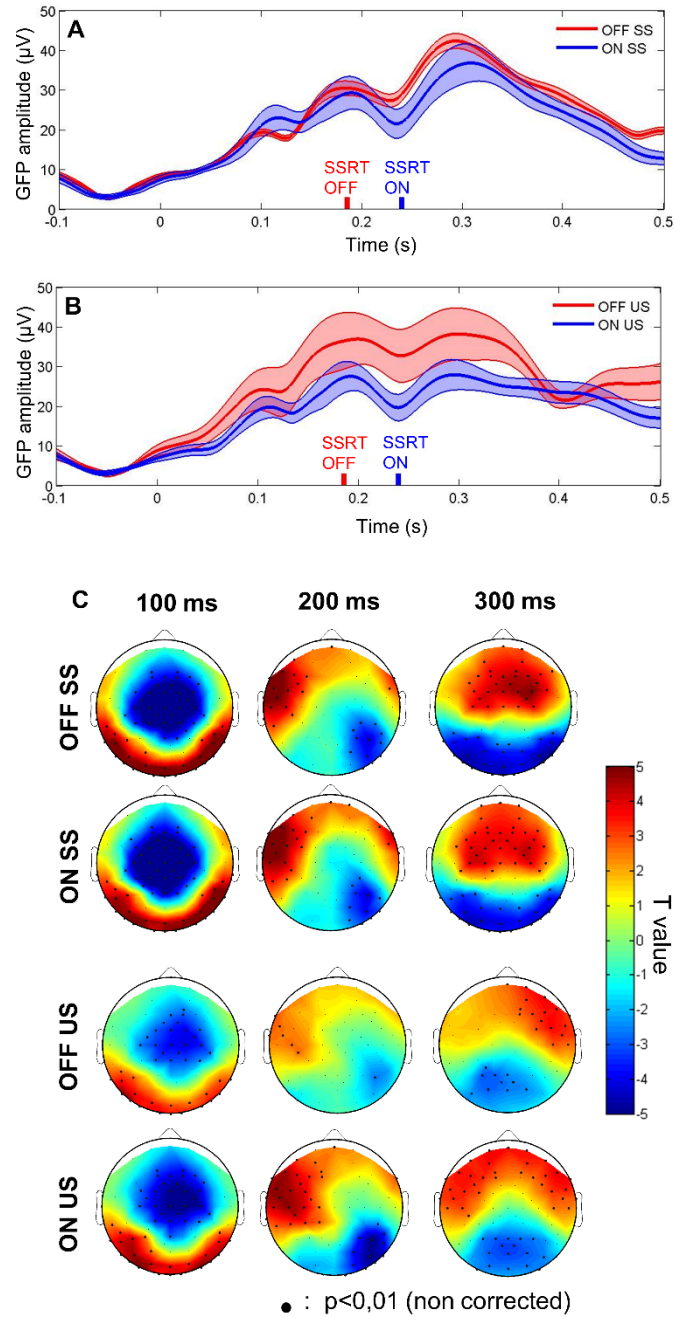 A
GFP amplitude (µV)
50
40
30
20
10
0
OFF SS
ON SS
SSRT
OFF
SSRT
ON
-0.1
0
0.1
0.2
0.3
0.4
0.5
Time (s)
B
GFP amplitude (µV)
50
40
30
20
10
0
OFF US
ON US
SSRT
OFF
SSRT
ON
-0.1
0
0.1
0.2
0.3
0.4
0.5
Time (s)
C
100 ms
200 ms
300 ms
OFF SS
ON SS
OFF US
ON US
5
4
3
2
1
0
-1
-2
-3
-4
-5
T value
● : p<0,01 (non corrected)